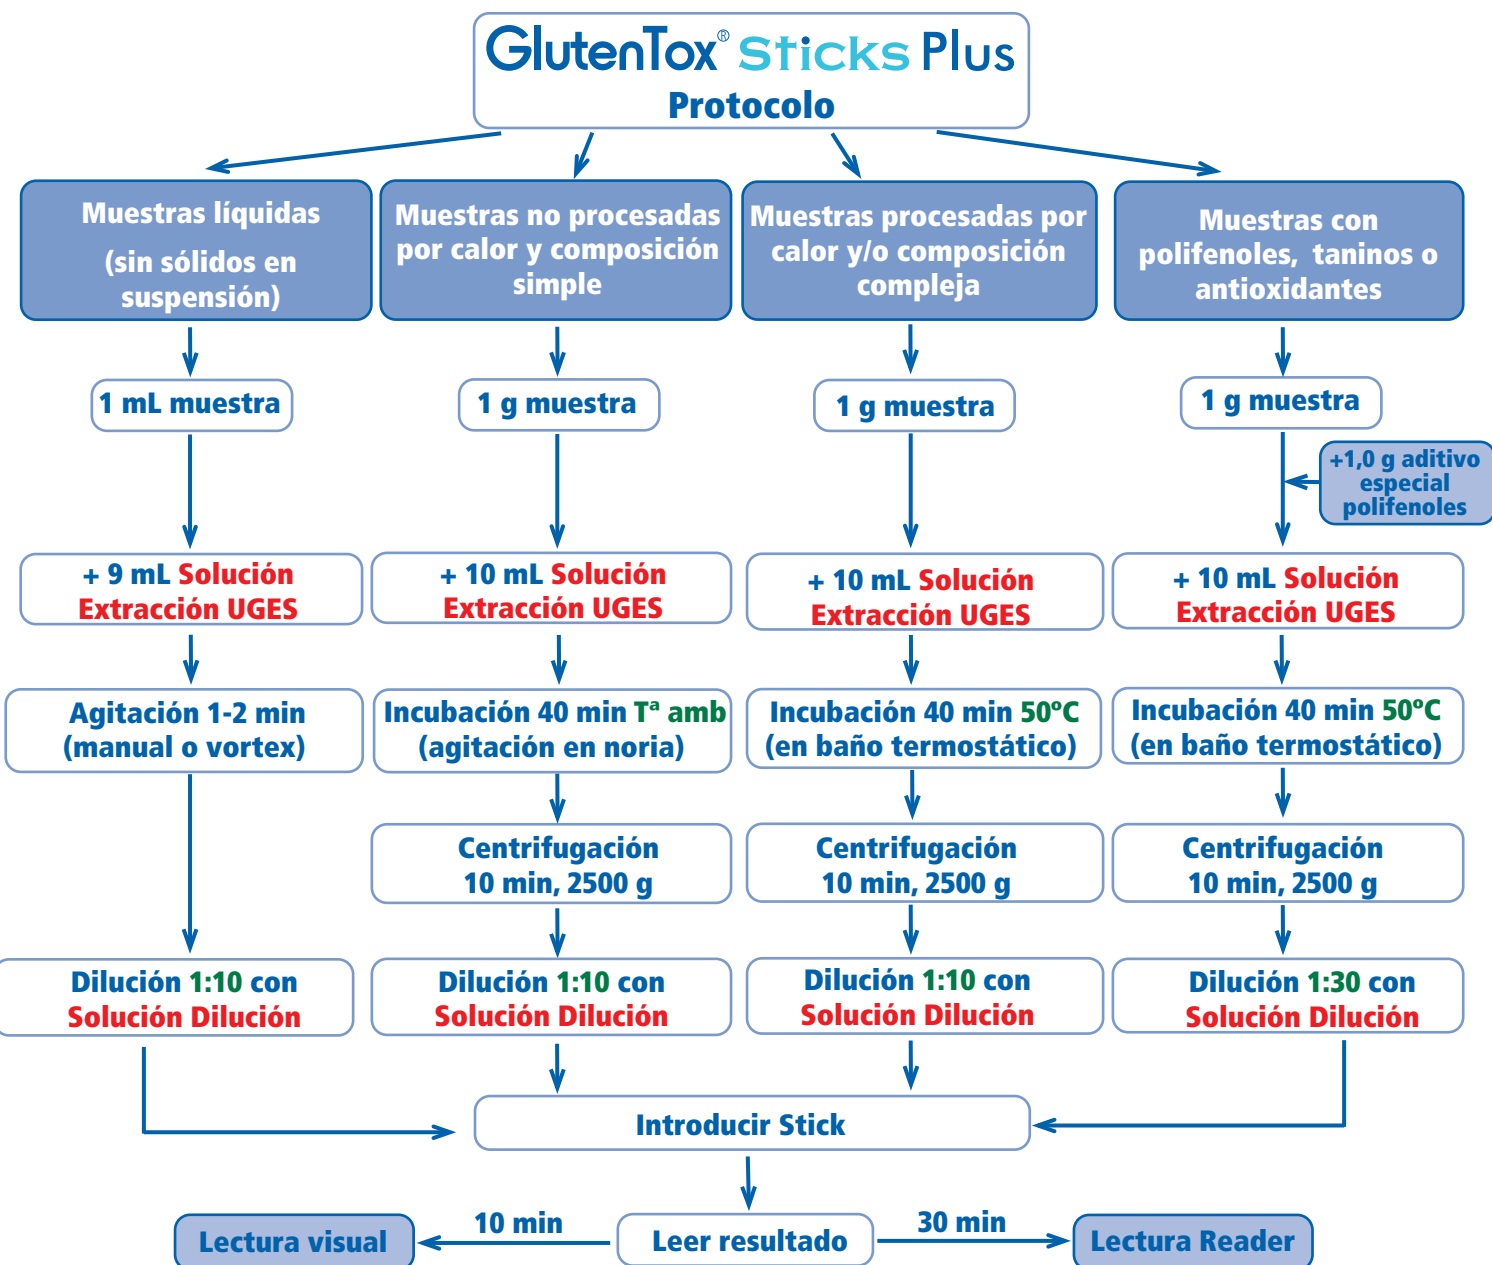 GlutenTox® Sticks Plus
Protocolo
Muestras líquidas
(sin sólidos en
suspensión)
Muestras no procesadas
por calor y composición
simple
Muestras procesadas por
calor y/o composición
compleja
Muestras con
polifenoles, taninos o
antioxidantes
1 mL muestra
1 g muestra
1 g muestra
1 g muestra
+1,0 g aditivo
especial
polifenoles
+ 9 mL Solución
Extracción UGES
+ 10 mL Solución
Extracción UGES
+ 10 mL Solución
Extracción UGES
+ 10 mL Solución
Extracción UGES
Agitación 1-2 min
(manual o vortex)
Incubación 40 min Tª amb
(agitación en noria)
Incubación 40 min 50ºC
(en baño termostático)
Incubación 40 min 50ºC
(en baño termostático)
Centrifugación
10 min, 2500 g
Centrifugación
10 min, 2500 g
Centrifugación
10 min, 2500 g
Dilución 1:10 con
Solución Dilución
Dilución 1:10 con
Solución Dilución
Dilución 1:10 con
Solución Dilución
Dilución 1:30 con
Solución Dilución
Introducir Stick
Lectura visual
10 min
Leer resultado
30 min
Lectura Reader